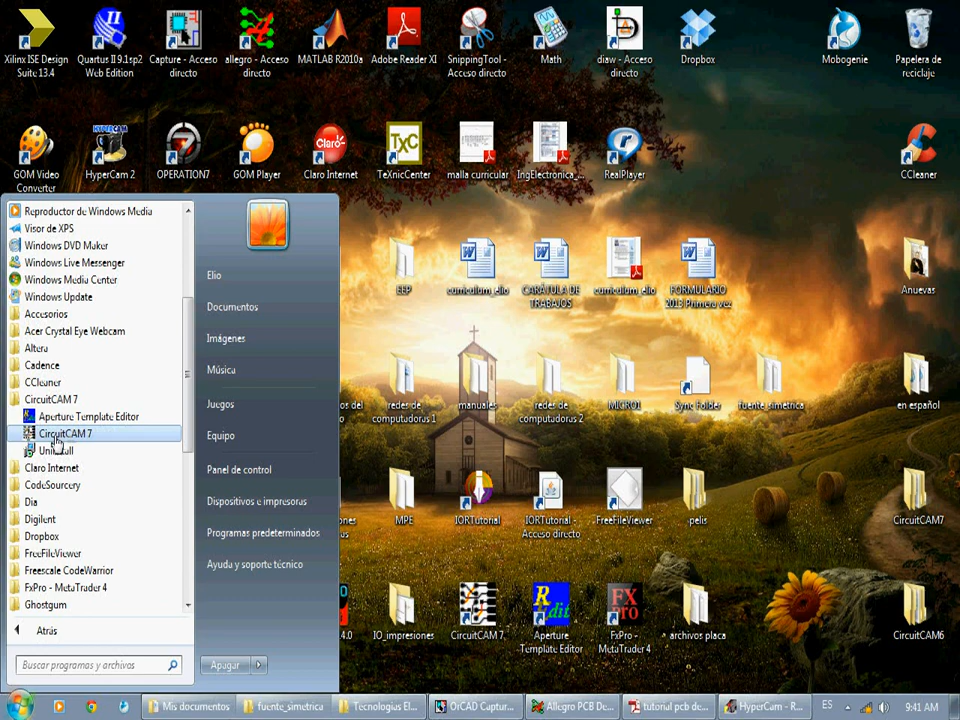 Xilinx ISE Design
Suite 13.4
Quartus II 9.1sp2
Web Edition
Capture - Acceso
directo
allegro - Acceso
directo
MATLAB R2010a
Adobe Reader XI
SnippingTool -
Acceso directo
Math
diaw - Acceso
directo
Dropbox
Mobogenie
Papelera de
reciclaje
GOM Video
Converter
HyperCam 2
OPERATION7
GOM Player
Claro Internet
TeXnicCenter
malla curricular
IngElectronica_...
RealPlayer
CCleaner
Reproductor de Windows Media
Visor de XPS
Windows DVD Maker
Windows Live Messenger
Windows Media Center
Windows Update
Accesorios
Acer Crystal Eye Webcam
Altera
Cadence
CCleaner
CircuitCAM 7
Aperture Template Editor
CircuitCAM 7
Uninstall
Claro Internet
CodeSourcery
Dia
Digilent
Dropbox
FreeFileViewer
Freescale CodeWarrior
FxPro - MetaTrader 4
Ghostgum
Atrás
Buscar programas y archivos
Elio
Documentos
Imágenes
Música
Juegos
Equipo
Panel de control
Dispositivos e impresoras
Programas predeterminados
Ayuda y soporte técnico
Apagar
EEP
curriculum_elio
CARÁTULA DE
TRABAJOS
curriculum_elio
FORMULARIO
2013 Primera vez
Anuevas
redes de
computadoras 1
manuales
redes de
computadoras 2
MICRO1
Sync Folder
fuente_simetrica
en español
MPE
IORTutorial
IORTutorial -
Acceso directo
FreeFileViewer
pelis
CircuitCAM7
IO_impresiones
CircuitCAM 7
Aperture
Template Editor
FxPro -
MetaTrader 4
archivos placa
CircuitCAM6
Mis documentos
fuente_simetrica
Tecnologias El...
OrCAD Captur...
Allegro PCB De...
tutorial pcb de...
HyperCam - R...
ES
9:41 AM